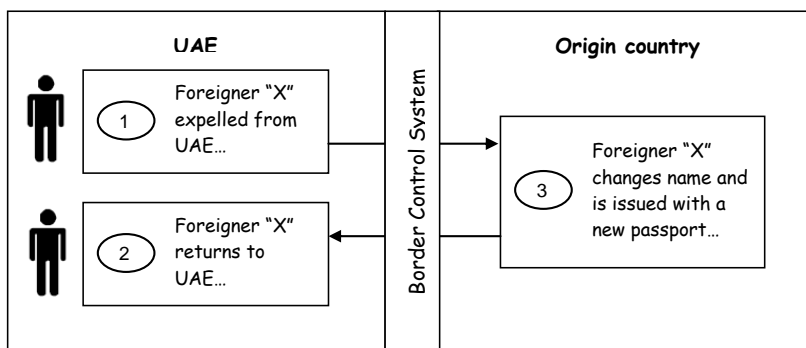 UAE
Origin country
1
Foreigner “X”
expelled from
UAE…
Border Control System
3
Foreigner “X”
changes name and
is issued with a
new passport…
2
Foreigner “X”
returns to
UAE…